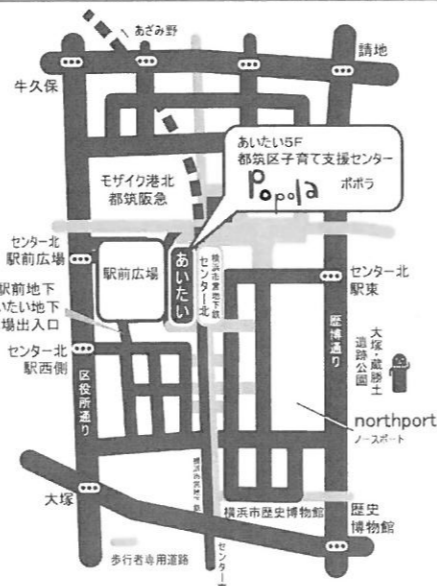 あざみ野
請地
牛久保
あいたい5F
都筑区子育て支援センター
Popola ポポラ
モザイク港北
都筑阪急
センター北
駅前広場
駅前広場
あいたい
センター北
横浜市営地下鉄
センター北
駅東
駅前地下
いたい地下
場出入口
センター北
駅西側
区役所通り
歴博通り
大塚・歳勝土
遺跡公園
northport
ノースポート
大塚
横浜市歴史博物館
歴史
博物館
歩行者専用道路